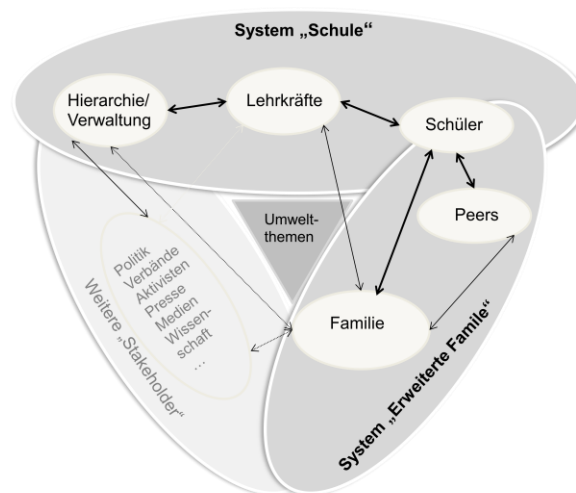 System „Schule“
Hierarchie/
Verwaltung
Lehrkräfte
Schüler
Peers
Umwelt-
themen
Familie
Politik
Verbände
Aktivisten
Presse
Medien
Wissen-
schaft
...
Weitere „Stakeholder“
System „Erweiterte Famile“